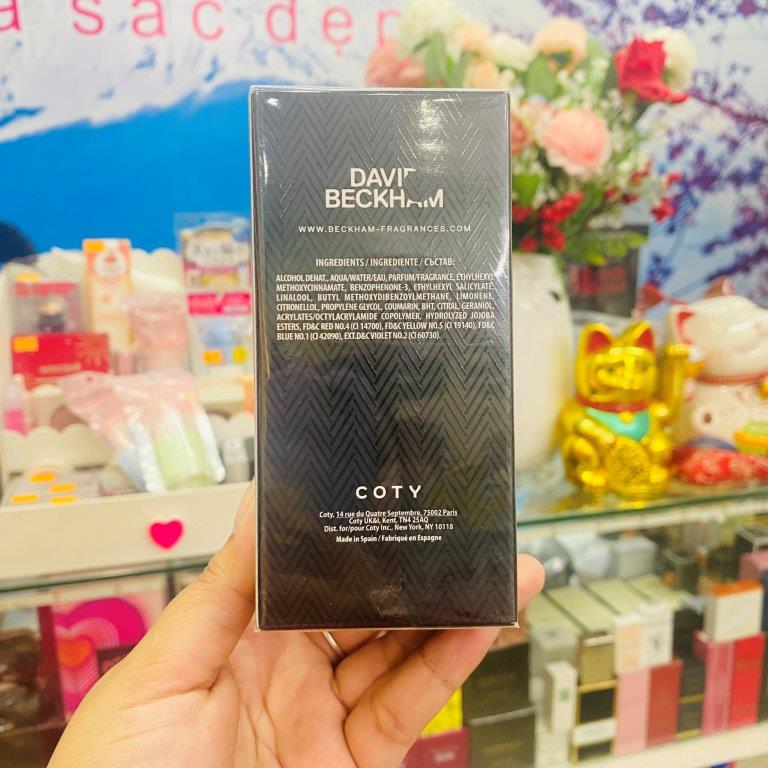 a sắc đẹp
DAVID
BECKHAM
WWW.BECKHAM-FRAGRANCES.COM
INGREDIENTS / INGREDIENTE / СЪСТАВ:
ALCOHOL DENAT., AQUA/WATER/EAU, PARFUM/FRAGRANCE, ETHYLHEXYL
METHOXYCINNAMATE, BENZOPHENONE-3, ETHYLHEXYL SALICYLATE,
LINALOOL, BUTYL METHOXYDIBENZOYLMETHANE, LIMONENE,
CITRONELLOL, PROPYLENE GLYCOL, COUMARIN, BHT, CITRAL, GERANIOL,
ACRYLATES/OCTYLACRYLAMIDE COPOLYMER, HYDROLYZED JOJOBA
ESTERS, FD&C RED NO.4 (CI 14700), FD&C YELLOW NO.5 (CI 19140), FD&C
BLUE NO.1 (CI 42090), EXT.D&C VIOLET NO.2 (CI 60730).
COTY
Coty, 14 rue du Quatre Septembre, 75002 Paris
Coty UK&I, Kent, TN4 25AQ
Dist. for/pour Coty Inc., New York, NY 10118
Made in Spain / Fabriqué en Espagne